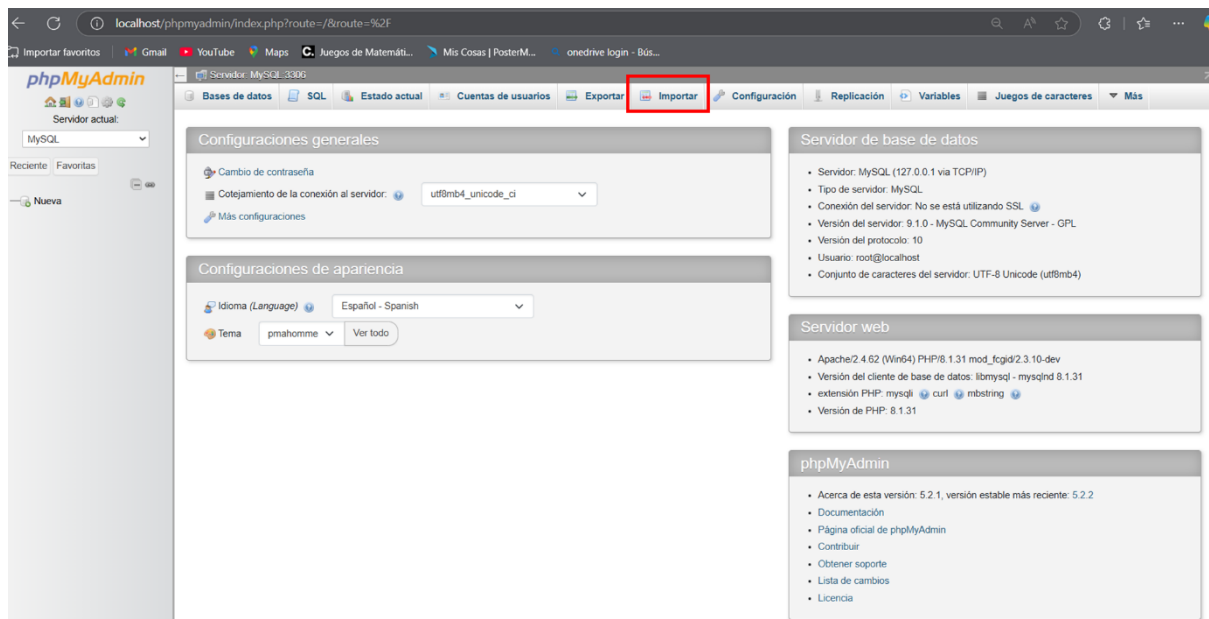 localhost/phpmyadmin/index.php?route=/&route=%2F
Importar favoritos
Gmail
YouTube
Maps
Juegos de Matemáti...
Mis Cosas | PosterM...
onedrive login - Bús...
phpMyAdmin
Servidor actual:
MySQL
Reciente Favoritas
Nueva
Servidor: MySQL:3306
Bases de datos
SQL
Estado actual
Cuentas de usuarios
Exportar
Importar
Configuración
Replicación
Variables
Juegos de caracteres
Más
Configuraciones generales
Cambio de contraseña
Cotejamiento de la conexión al servidor: utf8mb4_unicode_ci
Más configuraciones
Configuraciones de apariencia
Idioma (Language) Español - Spanish
Tema pmahomme Ver todo
Servidor de base de datos
• Servidor: MySQL (127.0.0.1 via TCP/IP)
• Tipo de servidor: MySQL
• Conexión del servidor: No se está utilizando SSL
• Versión del servidor: 9.1.0 - MySQL Community Server - GPL
• Versión del protocolo: 10
• Usuario: root@localhost
• Conjunto de caracteres del servidor: UTF-8 Unicode (utf8mb4)
Servidor web
• Apache/2.4.62 (Win64) PHP/8.1.31 mod_fcgid/2.3.10-dev
• Versión del cliente de base de datos: libmysql - mysqlnd 8.1.31
• extensión PHP: mysqli curl mbstring
• Versión de PHP: 8.1.31
phpMyAdmin
• Acerca de esta versión: 5.2.1, versión estable más reciente: 5.2.2
• Documentación
• Página oficial de phpMyAdmin
• Contribuir
• Obtener soporte
• Lista de cambios
• Licencia